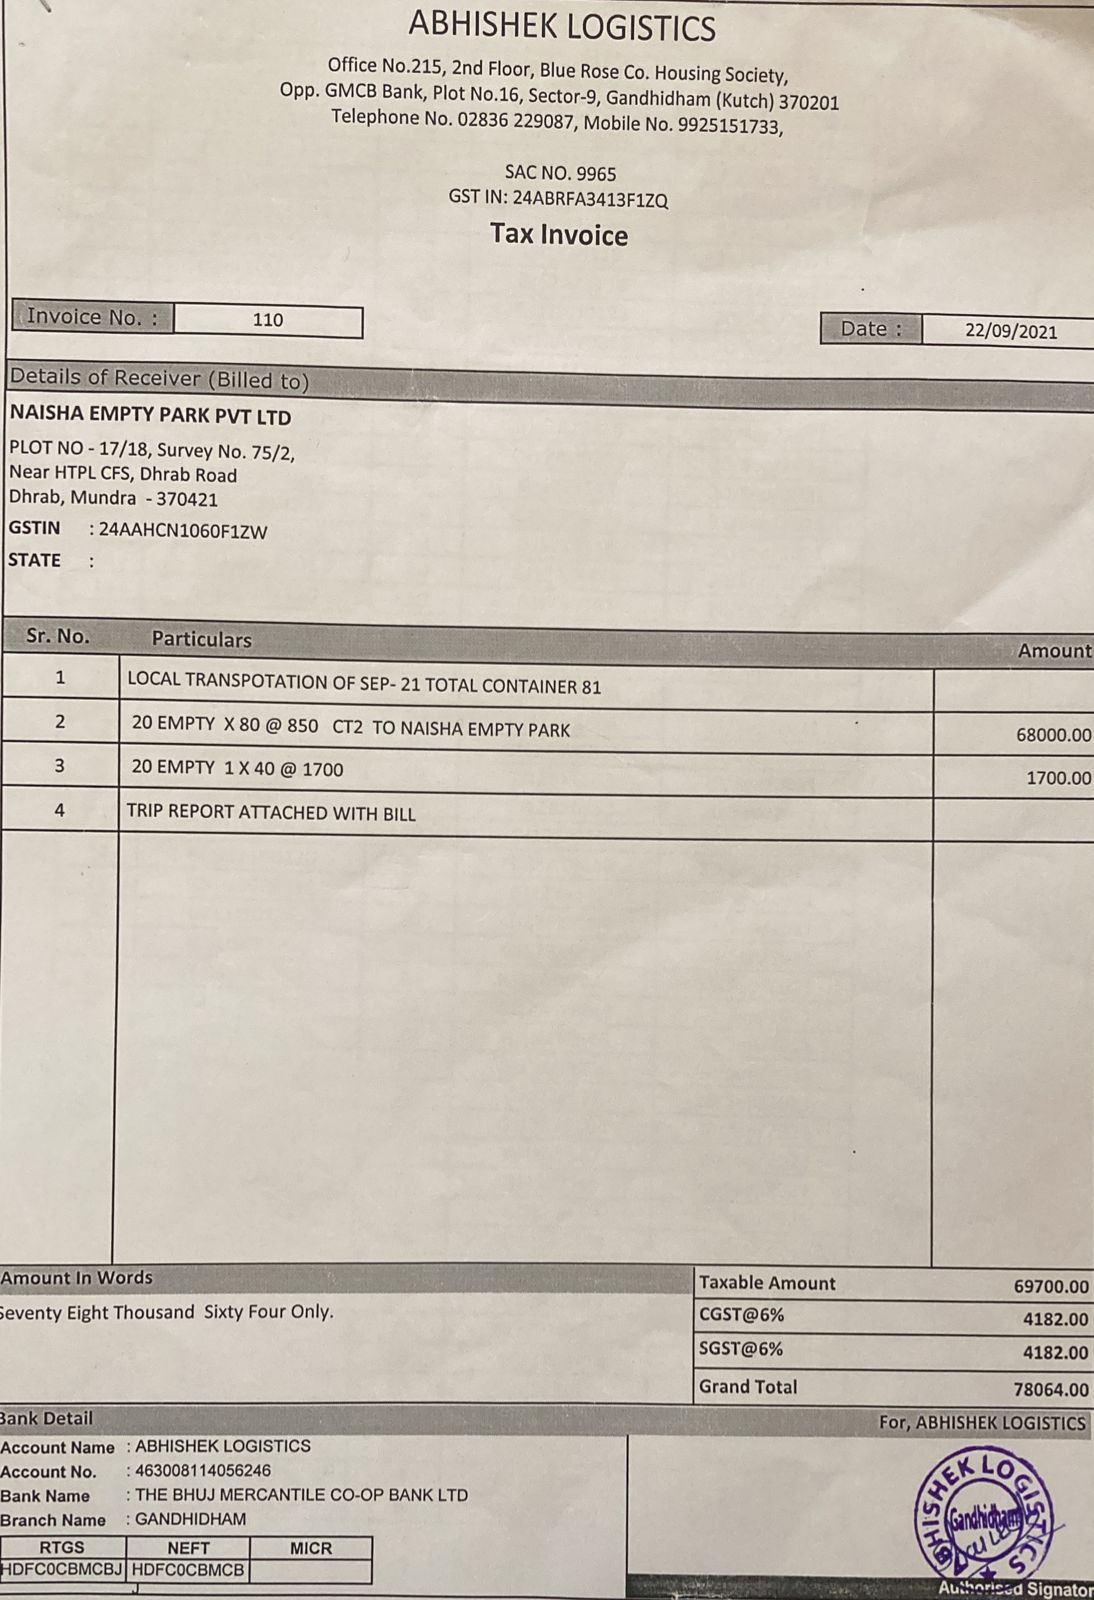 ABHISHEK LOGISTICS
Office No.215, 2nd Floor, Blue Rose Co. Housing Society,
Opp. GMCB Bank, Plot No.16, Sector-9, Gandhidham (Kutch) 370201
Telephone No. 02836 229087, Mobile No. 9925151733,
SAC NO. 9965
GST IN: 24ABRFA3413F1ZQ
Tax Invoice
Invoice No. : 110 Date : 22/09/2021
Details of Receiver (Billed to)
NAISHA EMPTY PARK PVT LTD
PLOT NO - 17/18, Survey No. 75/2,
Near HTPL CFS, Dhrab Road
Dhrab, Mundra - 370421
GSTIN : 24AAHCN1060F1ZW
STATE :
Sr. No. Particulars Amount
1 LOCAL TRANSPOTATION OF SEP- 21 TOTAL CONTAINER 81
2 20 EMPTY X 80 @ 850 CT2 TO NAISHA EMPTY PARK 68000.00
3 20 EMPTY 1 X 40 @ 1700 1700.00
4 TRIP REPORT ATTACHED WITH BILL
Amount In Words Taxable Amount 69700.00
Seventy Eight Thousand Sixty Four Only. CGST@6% 4182.00
SGST@6% 4182.00
Grand Total 78064.00
Bank Detail For, ABHISHEK LOGISTICS
Account Name : ABHISHEK LOGISTICS
Account No. : 463008114056246
Bank Name : THE BHUJ MERCANTILE CO-OP BANK LTD
Branch Name : GANDHIDHAM
RTGS NEFT MICR
HDFC0CBMCBJ HDFC0CBMCB
ABHISHEK LOGISTICS
Gandhidham
Authorised Signator